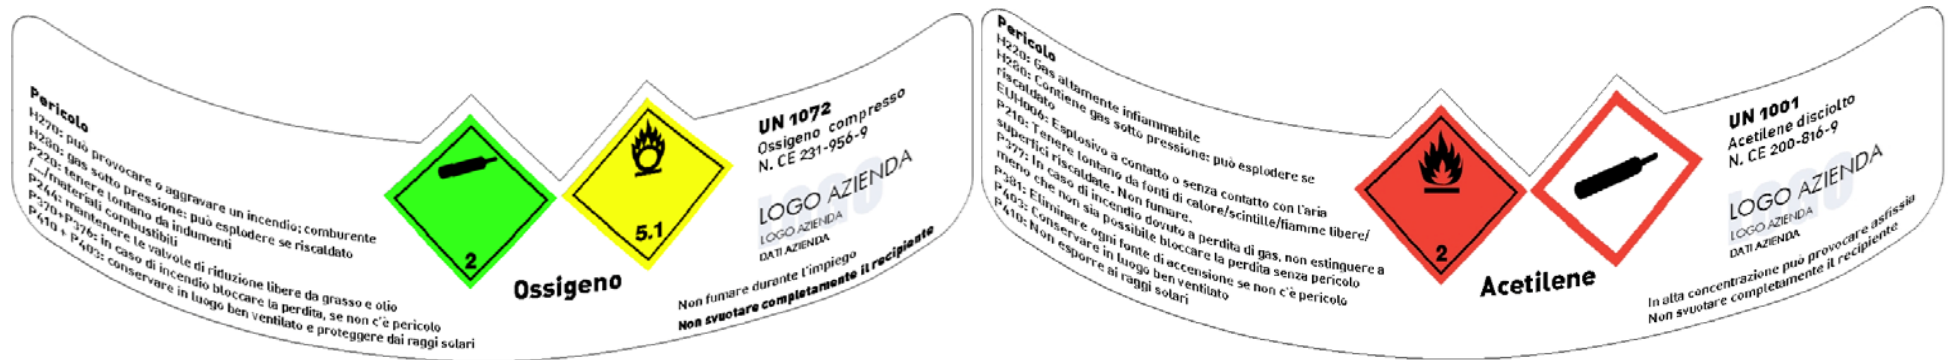 Pericolo
H270: può provocare o aggravare un incendio; comburente
H280: gas sotto pressione: può esplodere se riscaldato
P220: tenere lontano da indumenti
/.../materiali combustibili
P244: mantenere le valvole di riduzione libere da grasso e olio
P370+P376: in caso di incendio bloccare la perdita, se non c'è pericolo
P410 + P403: conservare in luogo ben ventilato e proteggere dai raggi solari
2
5.1
Ossigeno
UN 1072
Ossigeno compresso
N. CE 231-956-9
LOGO AZIENDA
LOGO AZIENDA
DATI AZIENDA
Non fumare durante l'impiego
Non svuotare completamente il recipiente
Pericolo
H220: Gas altamente infiammabile
H280: Contiene gas sotto pressione: può esplodere se
riscaldato
EUH006: Esplosivo a contatto o senza contatto con l'aria
P210: Tenere lontano da fonti di calore/scintille/fiamme libere/
superfici riscaldate. Non fumare.
P377: In caso di incendio dovuto a perdita di gas, non estinguere a
meno che non sia possibile bloccare la perdita senza pericolo
P381: Eliminare ogni fonte di accensione se non c'è pericolo
P403: Conservare in luogo ben ventilato
P410: Non esporre ai raggi solari
2
Acetilene
UN 1001
Acetilene disciolto
N. CE 200-816-9
LOGO AZIENDA
LOGO AZIENDA
DATI AZIENDA
In alta concentrazione può provocare asfissia
Non svuotare completamente il recipiente